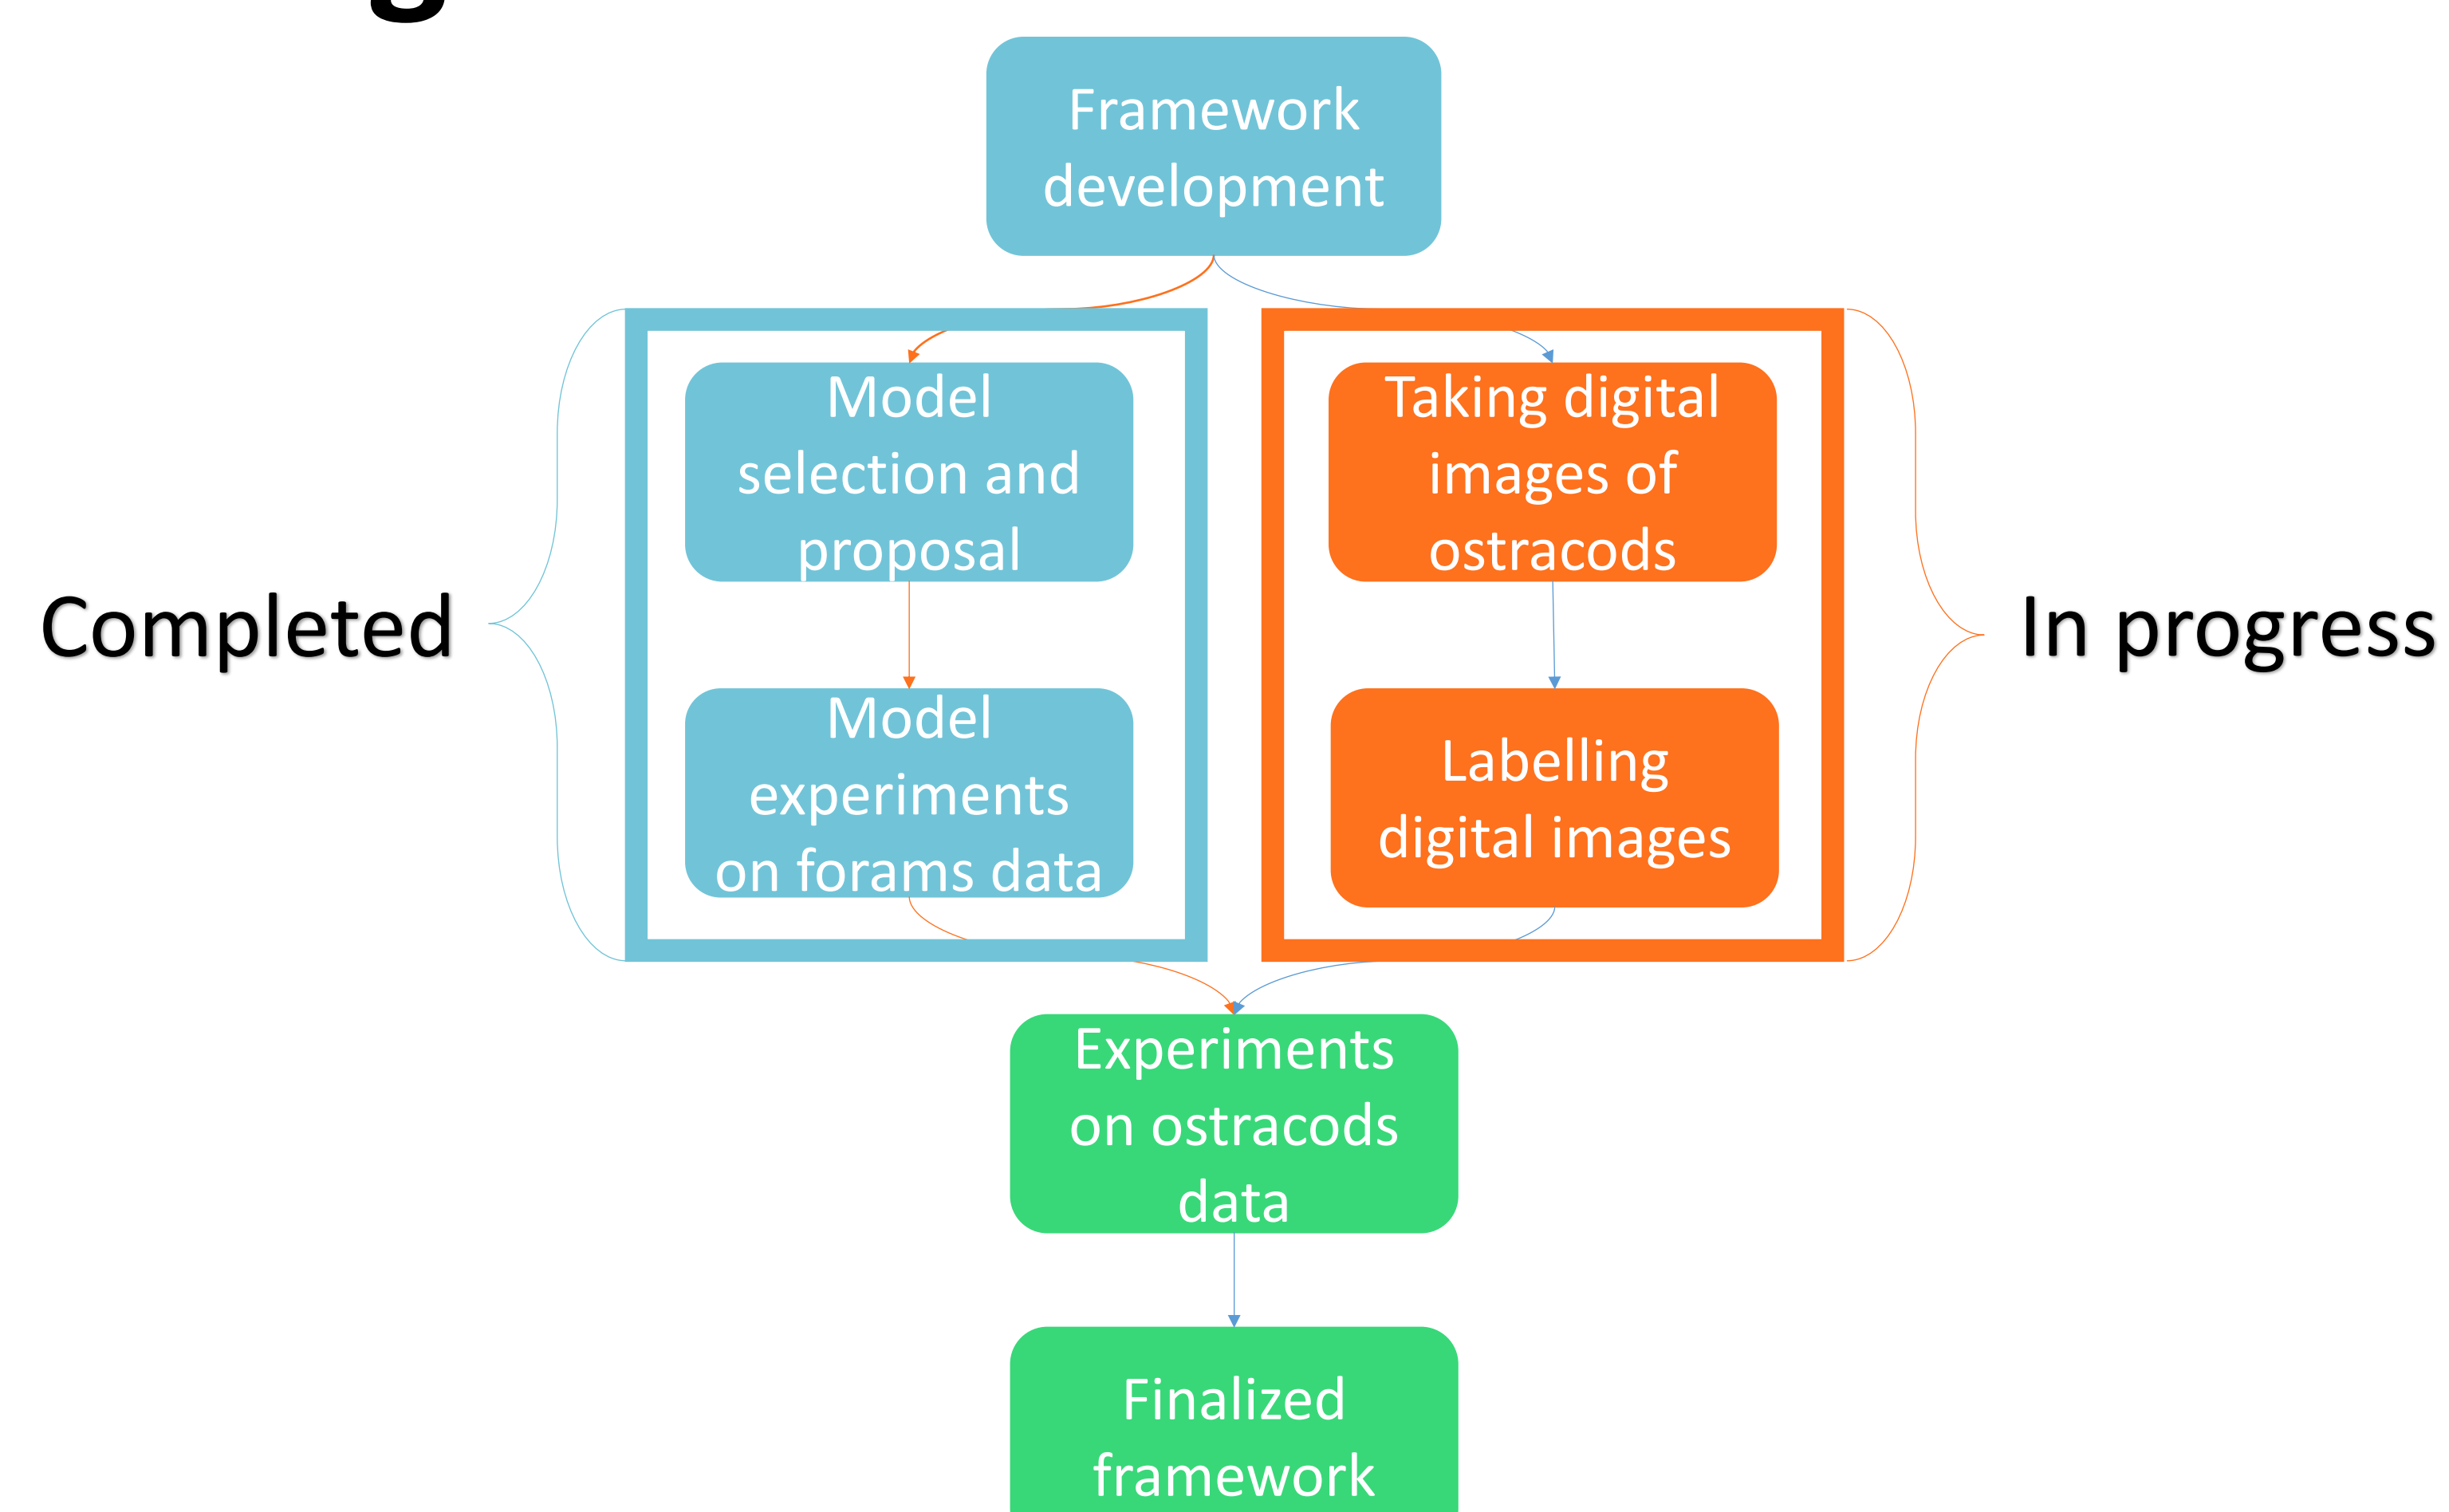 Framework
development
Model
selection and
proposal
Taking digital
images of
ostracods
Completed
In progress
Model
experiments
on forams data
Labelling
digital images
Experiments
on ostracods
data
Finalized
framework